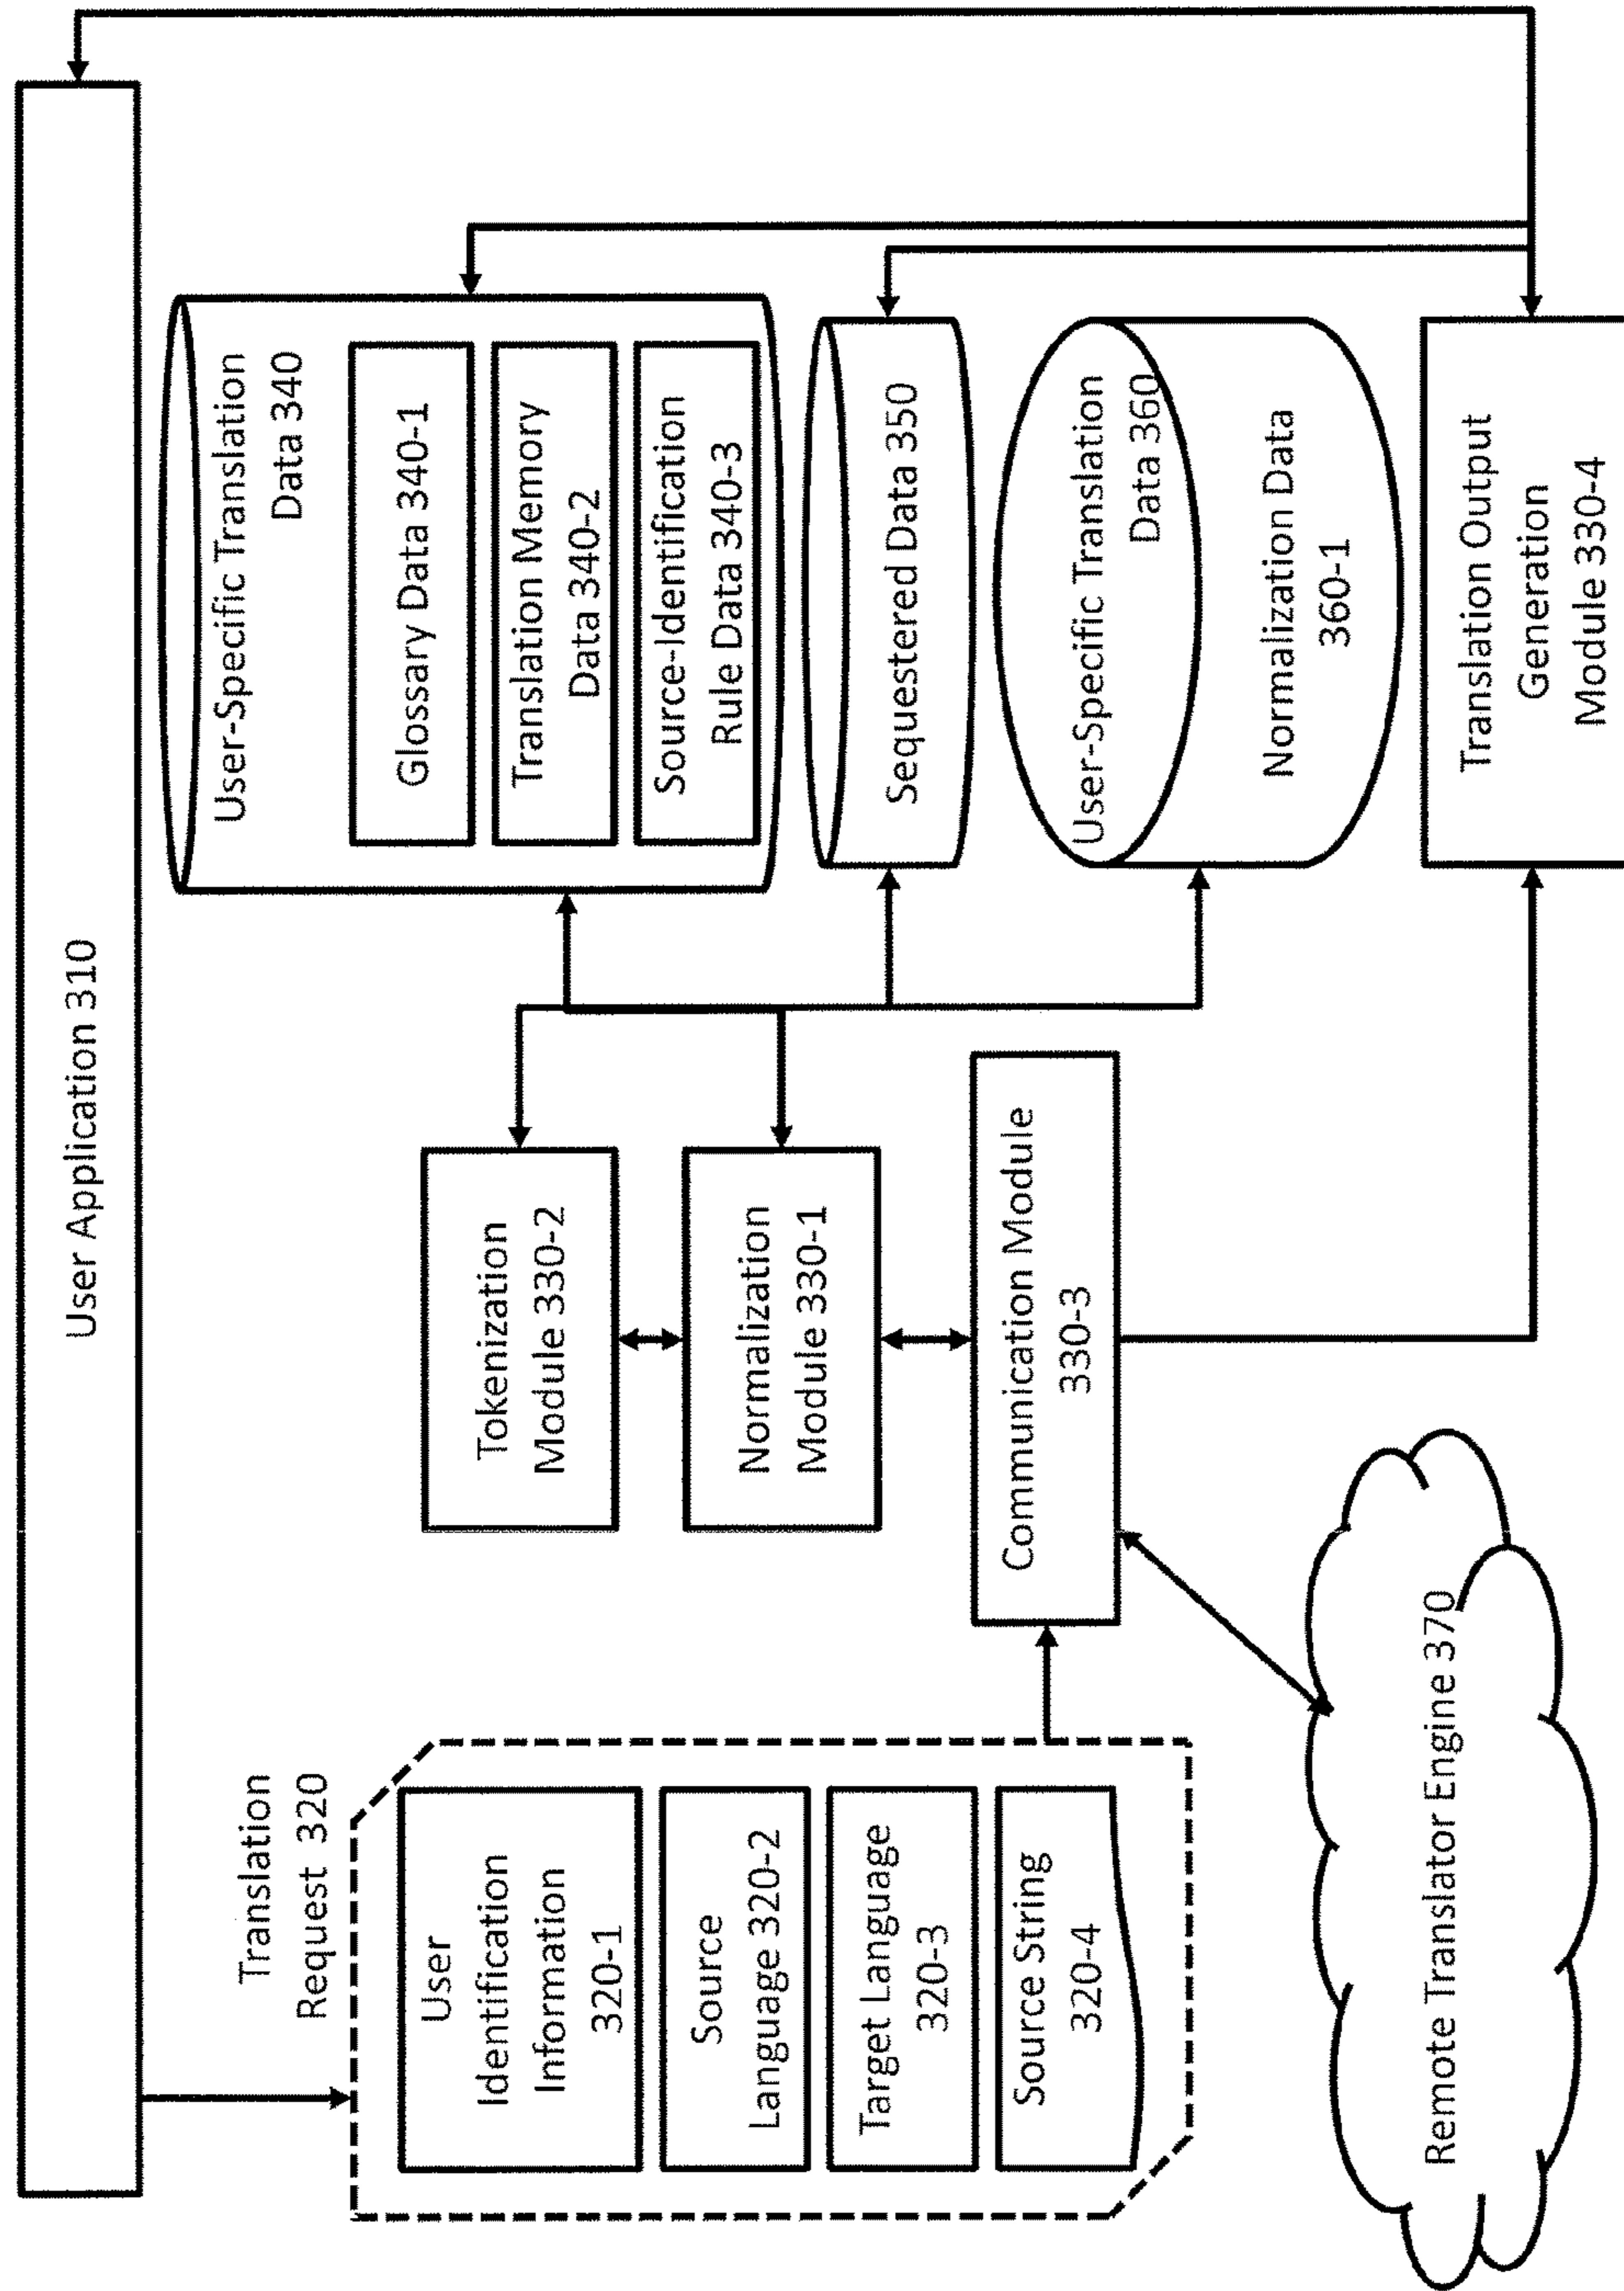 User Application 310
Translation
Request 320
User
Identification
Information
320-1
Source
Language 320-2
Target Language
320-3
Source String
320-4
Tokenization
Module 330-2
Normalization
Module 330-1
Communication Module
330-3
Remote Translator Engine 370
User-Specific Translation
Data 340
Glossary Data 340-1
Translation Memory
Data 340-2
Source-Identification
Rule Data 340-3
Sequestered Data 350
User-Specific Translation
Data 360
Normalization Data
360-1
Translation Output
Generation
Module 330-4